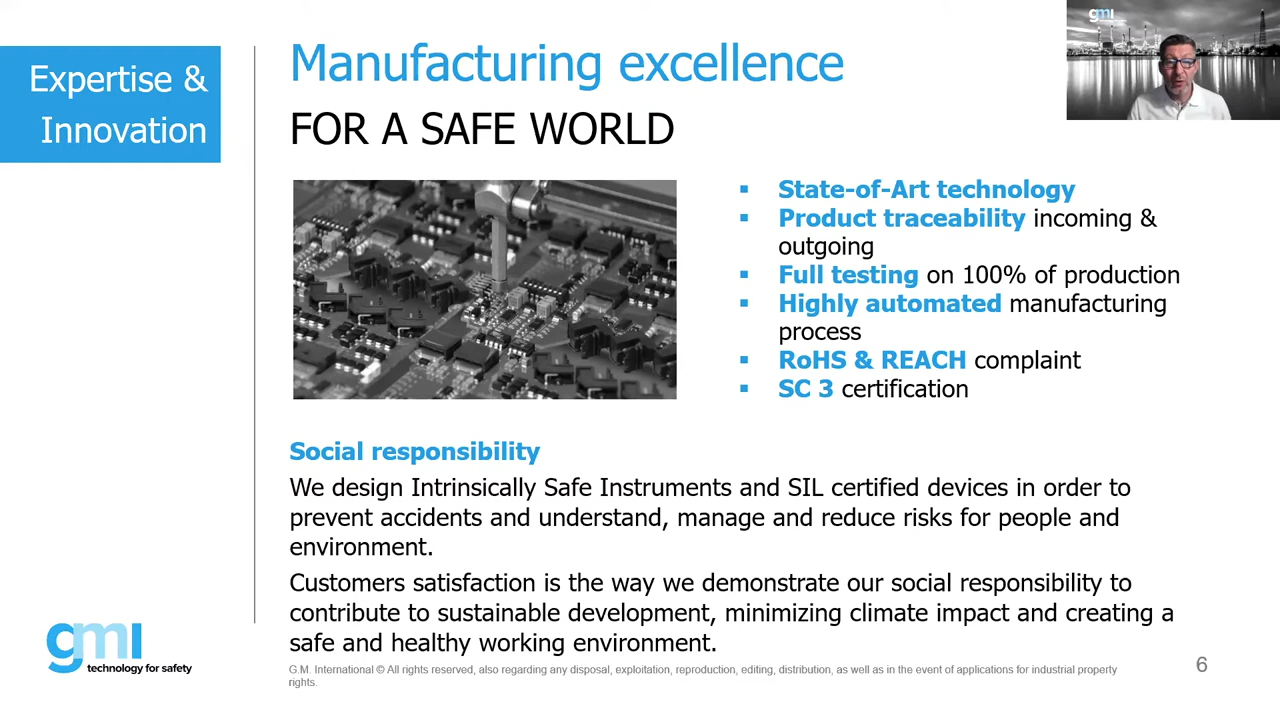 Expertise &
Innovation
Manufacturing excellence
FOR A SAFE WORLD
gmi
▪ State-of-Art technology
▪ Product traceability incoming &
outgoing
▪ Full testing on 100% of production
▪ Highly automated manufacturing
process
▪ RoHS & REACH complaint
▪ SC 3 certification
Social responsibility
We design Intrinsically Safe Instruments and SIL certified devices in order to
prevent accidents and understand, manage and reduce risks for people and
environment.
Customers satisfaction is the way we demonstrate our social responsibility to
contribute to sustainable development, minimizing climate impact and creating a
safe and healthy working environment.
gmi
technology for safety
G.M. International © All rights reserved, also regarding any disposal, exploitation, reproduction, editing, distribution, as well as in the event of applications for industrial property
rights.
6